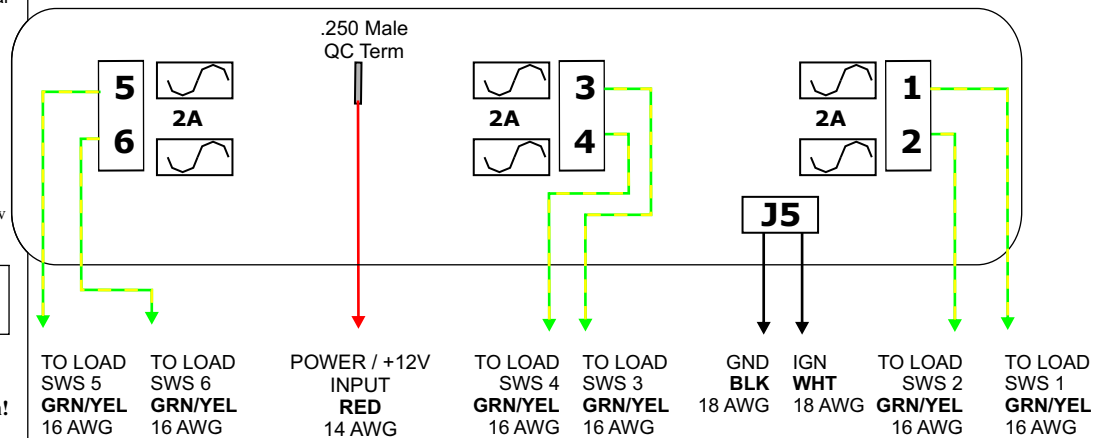 .250 Male
QC Term
5
6
2A
3
4
2A
1
2
2A
J5
TO LOAD
SWS 5
GRN/YEL
16 AWG
TO LOAD
SWS 6
GRN/YEL
16 AWG
POWER / +12V
INPUT
RED
14 AWG
TO LOAD
SWS 4
GRN/YEL
16 AWG
TO LOAD
SWS 3
GRN/YEL
16 AWG
GND
BLK
18 AWG
IGN
WHT
18 AWG
TO LOAD
SWS 2
GRN/YEL
16 AWG
TO LOAD
SWS 1
GRN/YEL
16 AWG